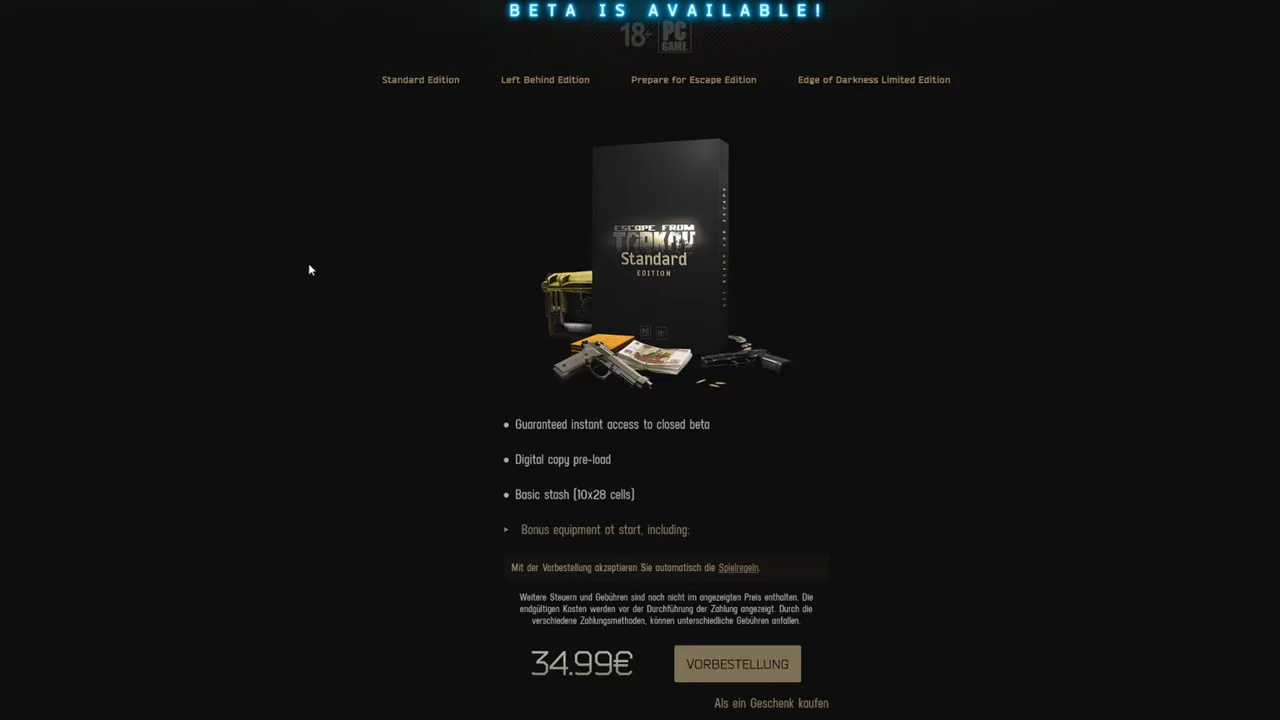 BETA IS AVAILABLE!
18+ PC GAME
Standard Edition Left Behind Edition Prepare for Escape Edition Edge of Darkness Limited Edition
ESCAPE FROM
TARKOV
Standard
EDITION
PC 18+
• Guaranteed instant access to closed beta
• Digital copy pre-load
• Basic stash (10x28 cells)
‣ Bonus equipment at start, including:
Mit der Vorbestellung akzeptieren Sie automatisch die Spielregeln.
Weitere Steuern und Gebühren sind noch nicht im angezeigten Preis enthalten. Die
endgültigen Kosten werden vor der Durchführung der Zahlung angezeigt. Durch die
verschiedene Zahlungsmethoden, können unterschiedliche Gebühren anfallen.
34.99€ VORBESTELLUNG
Als ein Geschenk kaufen